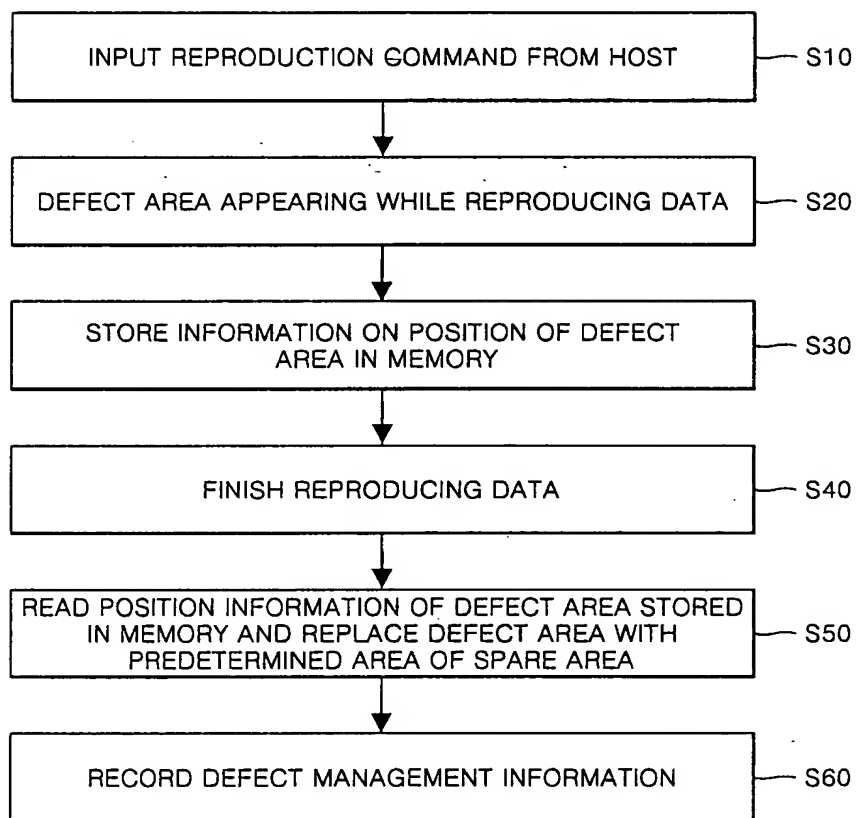 INPUT REPRODUCTION COMMAND FROM HOST S10
DEFECT AREA APPEARING WHILE REPRODUCING DATA S20
STORE INFORMATION ON POSITION OF DEFECT
AREA IN MEMORY S30
FINISH REPRODUCING DATA S40
READ POSITION INFORMATION OF DEFECT AREA STORED
IN MEMORY AND REPLACE DEFECT AREA WITH S50
PREDETERMINED AREA OF SPARE AREA
RECORD DEFECT MANAGEMENT INFORMATION S60